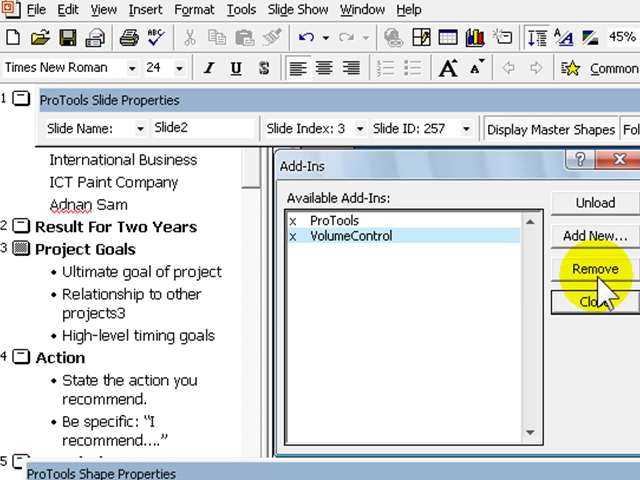 File Edit View Insert Format Tools Slide Show Window Help
45%
Times New Roman 24 I U S A A Common
1 ProTools Slide Properties
Slide Name: Slide2 Slide Index: 3 Slide ID: 257 Display Master Shapes Fol
International Business
ICT Paint Company
Adnan Sam
2 Result For Two Years
3 Project Goals
• Ultimate goal of project
• Relationship to other
projects3
• High-level timing goals
4 Action
• State the action you
recommend.
• Be specific: “I
recommend....”
5
Add-Ins
Available Add-Ins:
x ProTools
x VolumeControl
Unload
Add New...
Remove
Clo
ProTools Shape Properties